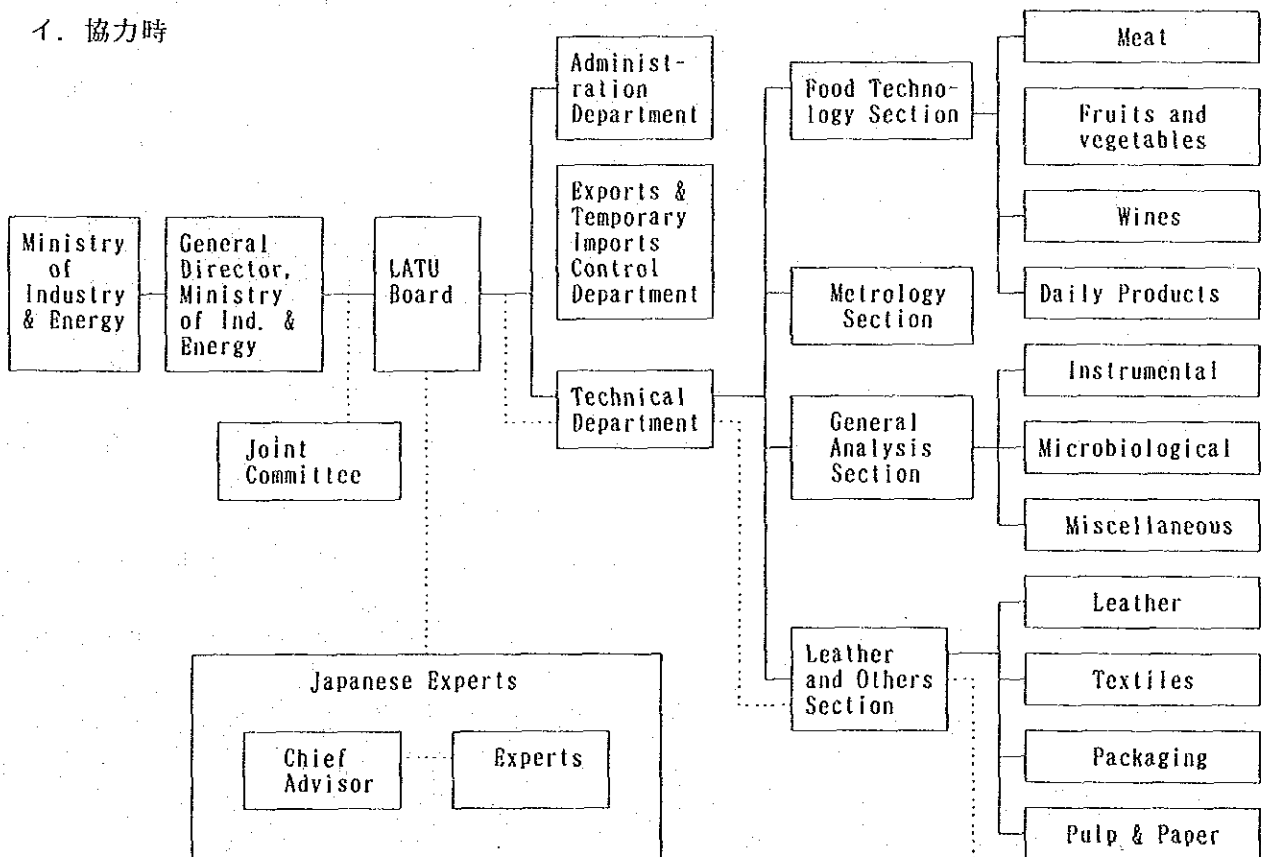 イ. 協力時
Ministry
of
Industry
& Energy
General
Director,
Ministry
of Ind. &
Energy
LATU
Board
Joint
Committee
Administ-
ration
Department
Exports &
Temporary
Imports
Control
Department
Technical
Department
Food Techno-
logy Section
Metrology
Section
General
Analysis
Section
Leather
and Others
Section
Meat
Fruits and
vegetables
Wines
Daily Products
Instrumental
Microbiological
Miscellaneous
Leather
Textiles
Packaging
Pulp & Paper
Japanese Experts
Chief
Advisor
Experts